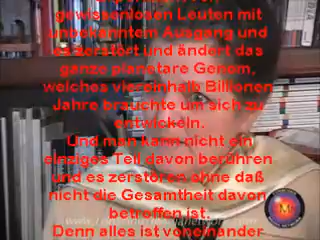 gewissenlosen Leuten mit
unbekanntem Ausgang und
es zerstört und ändert das
ganze planetare Genom,
welches viereinhalb Billionen
Jahre brauchte um sich zu
entwickeln.
Und man kann nicht ein
einziges Teil davon berühren
und es zerstören ohne daß
nicht die Gesamtheit davon
betroffen ist.
Denn alles ist voneinander